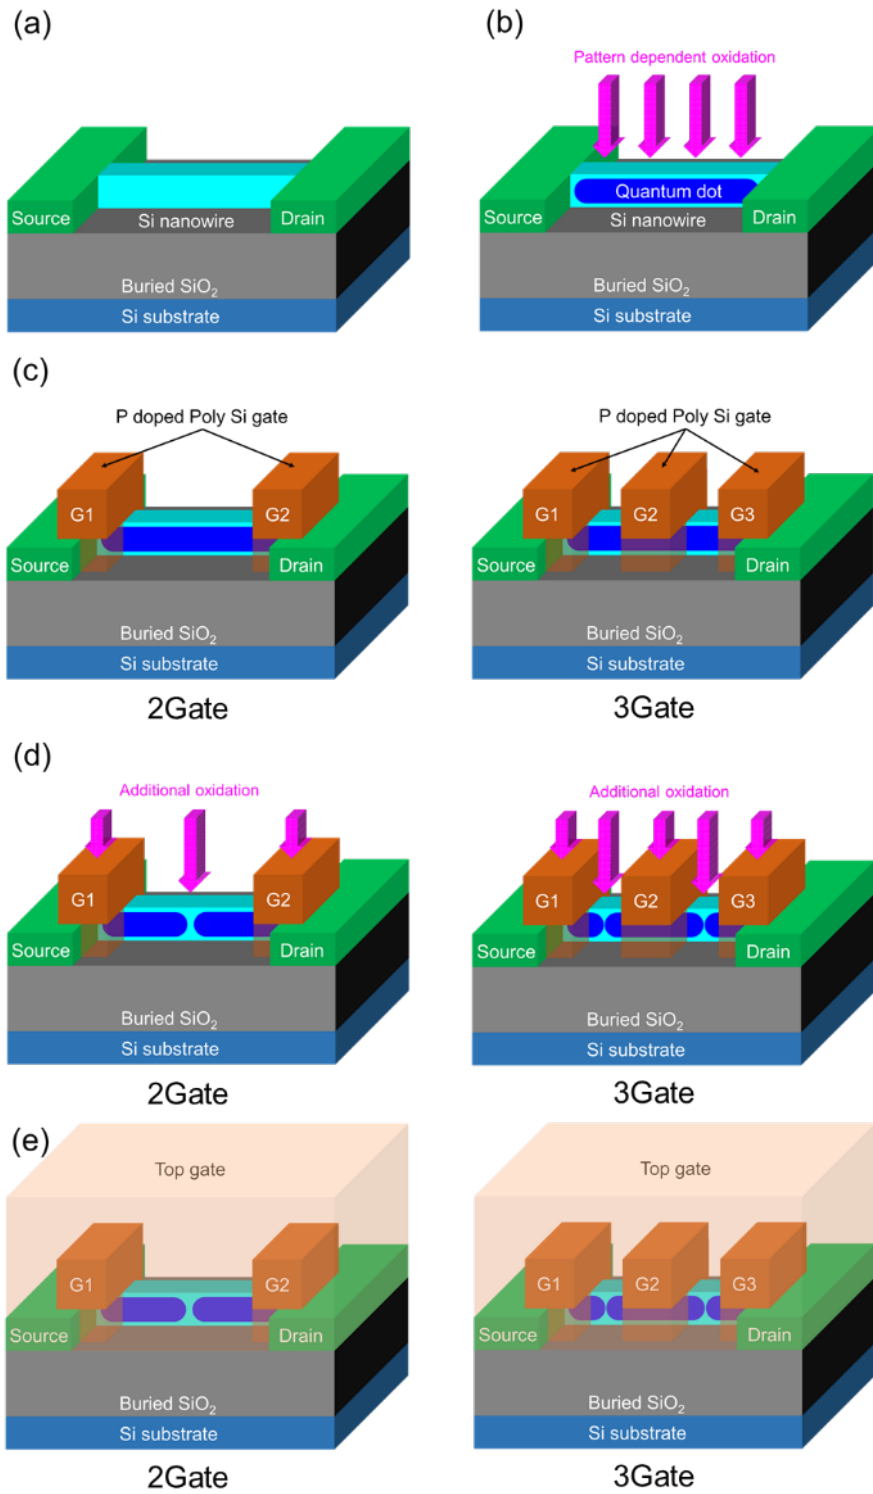 (a)
Source
Si nanowire
Drain
Buried SiO₂
Si substrate
(b)
Pattern dependent oxidation
Quantum dot
Source
Si nanowire
Drain
Buried SiO₂
Si substrate
(c)
P doped Poly Si gate
G1
G2
Source
Drain
Buried SiO₂
Si substrate
2Gate
P doped Poly Si gate
G1
G2
G3
Source
Drain
Buried SiO₂
Si substrate
3Gate
(d)
Additional oxidation
G1
G2
Source
Drain
Buried SiO₂
Si substrate
2Gate
Additional oxidation
G1
G2
G3
Source
Drain
Buried SiO₂
Si substrate
3Gate
(e)
Top gate
G1
G2
Source
Drain
Buried SiO₂
Si substrate
2Gate
Top gate
G1
G2
G3
Source
Drain
Buried SiO₂
Si substrate
3Gate